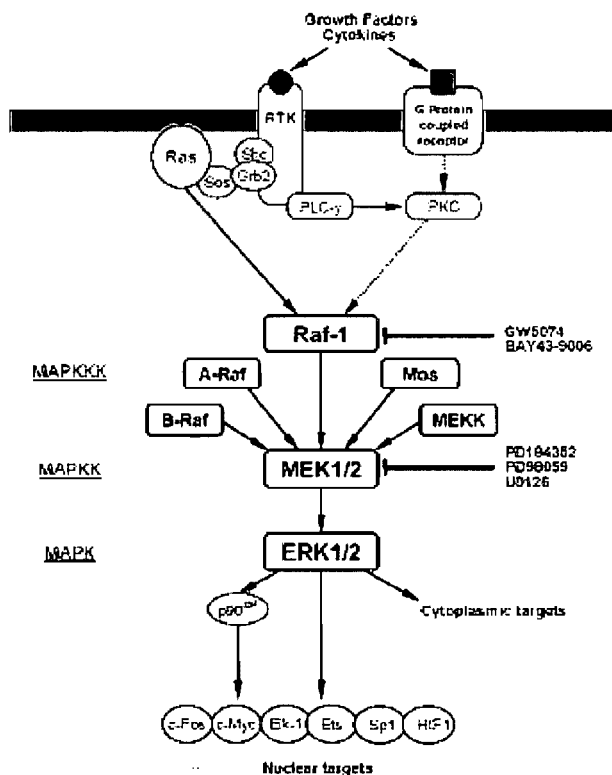 Growth Factors
Cytokines
RTK
G Protein
coupled
receptor
Ras
Sos
Shc
Grb2
PLC-γ
PKC
Raf-1
GW5074
BAY43-9006
MAPKKK
A-Raf
Mos
B-Raf
MEKK
MAPKK
MEK1/2
PD184352
PD98059
U0126
MAPK
ERK1/2
p90
Cytoplasmic targets
c-Fos
c-Myc
Elk-1
Ets
Sp1
HIF1
Nuclear targets